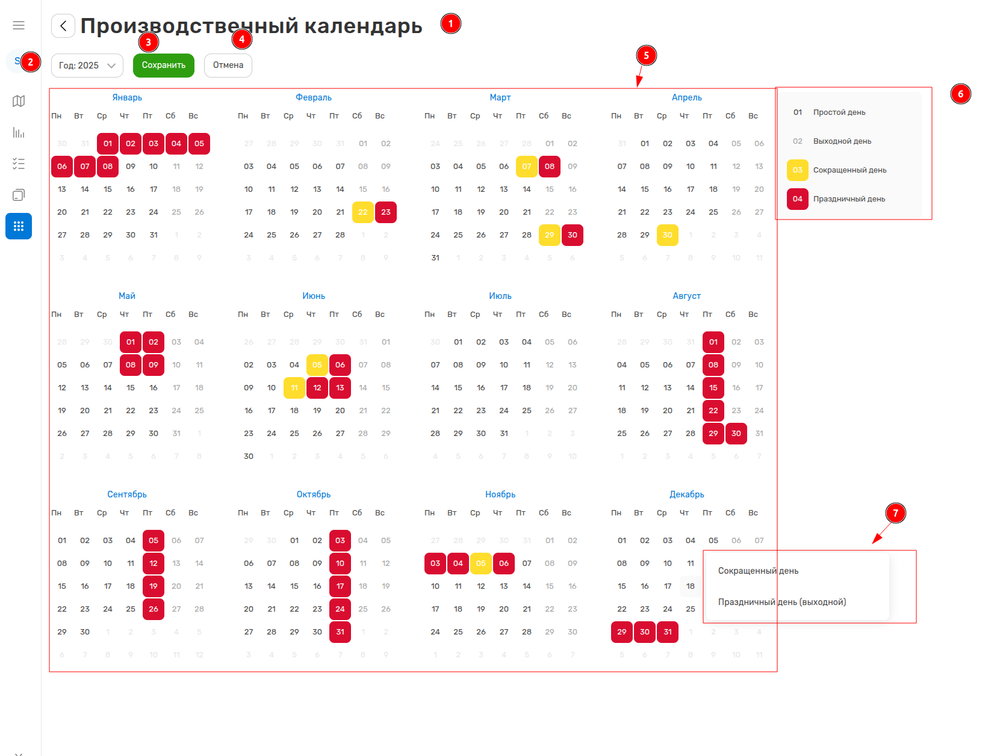 Производственный календарь
1
S
2
3
4
Год: 2025
Сохранить
Отмена
5
6
Январь Февраль Март Апрель
Пн Вт Ср Чт Пт Сб Вс Пн Вт Ср Чт Пт Сб Вс Пн Вт Ср Чт Пт Сб Вс Пн Вт Ср Чт Пт Сб Вс
30 31 01 02 03 04 05 27 28 29 30 31 01 02 24 25 26 27 28 01 02 31 01 02 03 04 05 06
06 07 08 09 10 11 12 03 04 05 06 07 08 09 03 04 05 06 07 08 09 07 08 09 10 11 12 13
13 14 15 16 17 18 19 10 11 12 13 14 15 16 10 11 12 13 14 15 16 14 15 16 17 18 19 20
20 21 22 23 24 25 26 17 18 19 20 21 22 23 17 18 19 20 21 22 23 21 22 23 24 25 26 27
27 28 29 30 31 1 2 24 25 26 27 28 1 2 24 25 26 27 28 29 30 28 29 30 1 2 3 4
3 4 5 6 7 8 9 3 4 5 6 7 8 9 31 1 2 3 4 5 6 5 6 7 8 9 10 11
01 Простой день
02 Выходной день
03 Сокращенный день
04 Праздничный день
Май Июнь Июль Август
Пн Вт Ср Чт Пт Сб Вс Пн Вт Ср Чт Пт Сб Вс Пн Вт Ср Чт Пт Сб Вс Пн Вт Ср Чт Пт Сб Вс
28 29 30 01 02 03 04 26 27 28 29 30 31 01 30 01 02 03 04 05 06 28 29 30 31 01 02 03
05 06 07 08 09 10 11 02 03 04 05 06 07 08 07 08 09 10 11 12 13 04 05 06 07 08 09 10
12 13 14 15 16 17 18 09 10 11 12 13 14 15 14 15 16 17 18 19 20 11 12 13 14 15 16 17
19 20 21 22 23 24 25 16 17 18 19 20 21 22 21 22 23 24 25 26 27 18 19 20 21 22 23 24
26 27 28 29 30 31 1 23 24 25 26 27 28 29 28 29 30 31 1 2 3 25 26 27 28 29 30 31
2 3 4 5 6 7 8 30 1 2 3 4 5 6 4 5 6 7 8 9 10 1 2 3 4 5 6 7
Сентябрь Октябрь Ноябрь Декабрь
Пн Вт Ср Чт Пт Сб Вс Пн Вт Ср Чт Пт Сб Вс Пн Вт Ср Чт Пт Сб Вс Пн Вт Ср Чт Пт Сб Вс
01 02 03 04 05 06 07 29 30 01 02 03 04 05 27 28 29 30 31 01 02 01 02 03 04 05 06 07
08 09 10 11 12 13 14 06 07 08 09 10 11 12 03 04 05 06 07 08 09 08 09 10 11
15 16 17 18 19 20 21 13 14 15 16 17 18 19 10 11 12 13 14 15 16 15 16 17 18
22 23 24 25 26 27 28 20 21 22 23 24 25 26 17 18 19 20 21 22 23 22 23 24 25
29 30 1 2 3 4 5 27 28 29 30 31 1 2 24 25 26 27 28 29 30 29 30 31 1 2 3 4
6 7 8 9 10 11 12 3 4 5 6 7 8 9 1 2 3 4 5 6 7 5 6 7 8 9 10 11
7
Сокращенный день
Праздничный день (выходной)